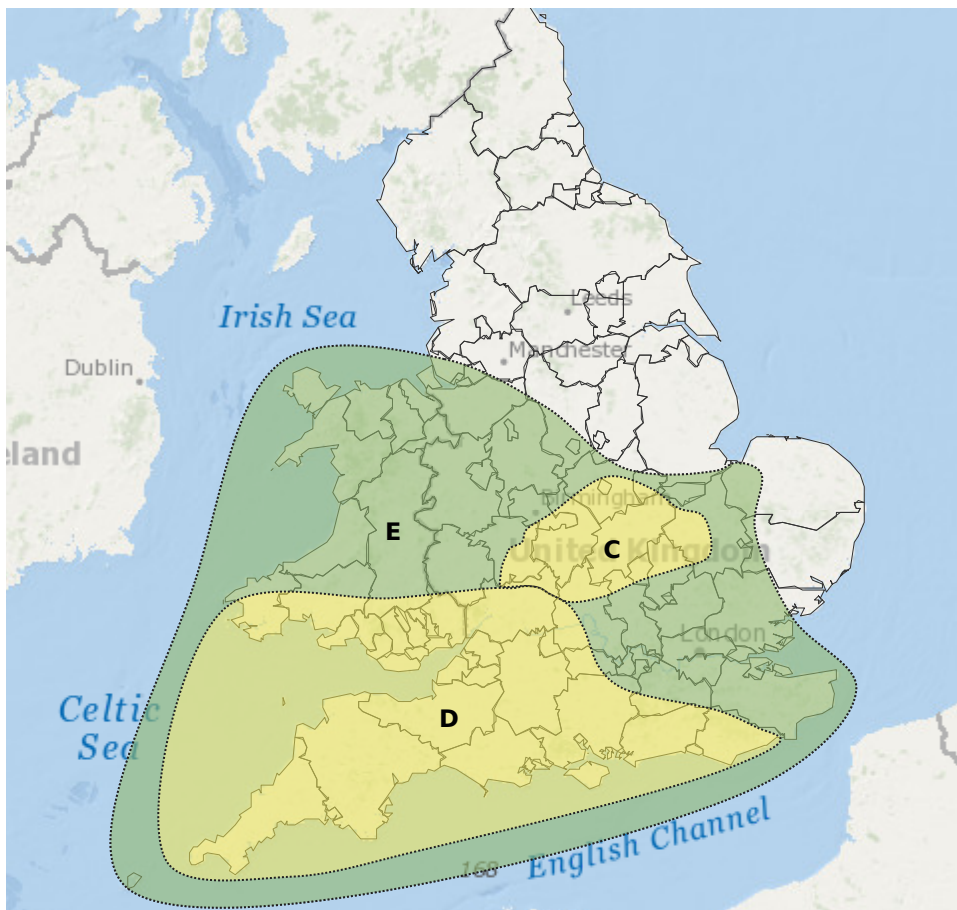 Leeds
Irish Sea
Manchester
Dublin
eland
Birmingham
E
C
United Kingdom
London
Celtic
Sea
D
English Channel
168